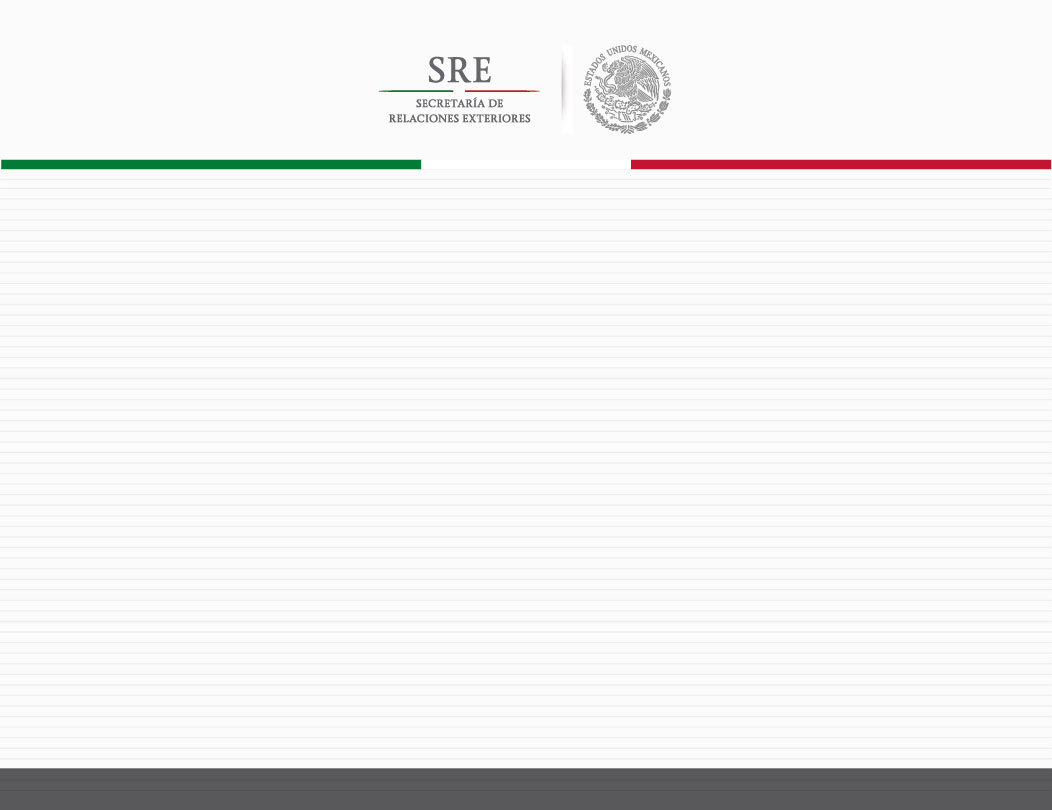 SRE
SECRETARÍA DE
RELACIONES EXTERIORES
ESTADOS UNIDOS MEXICANOS